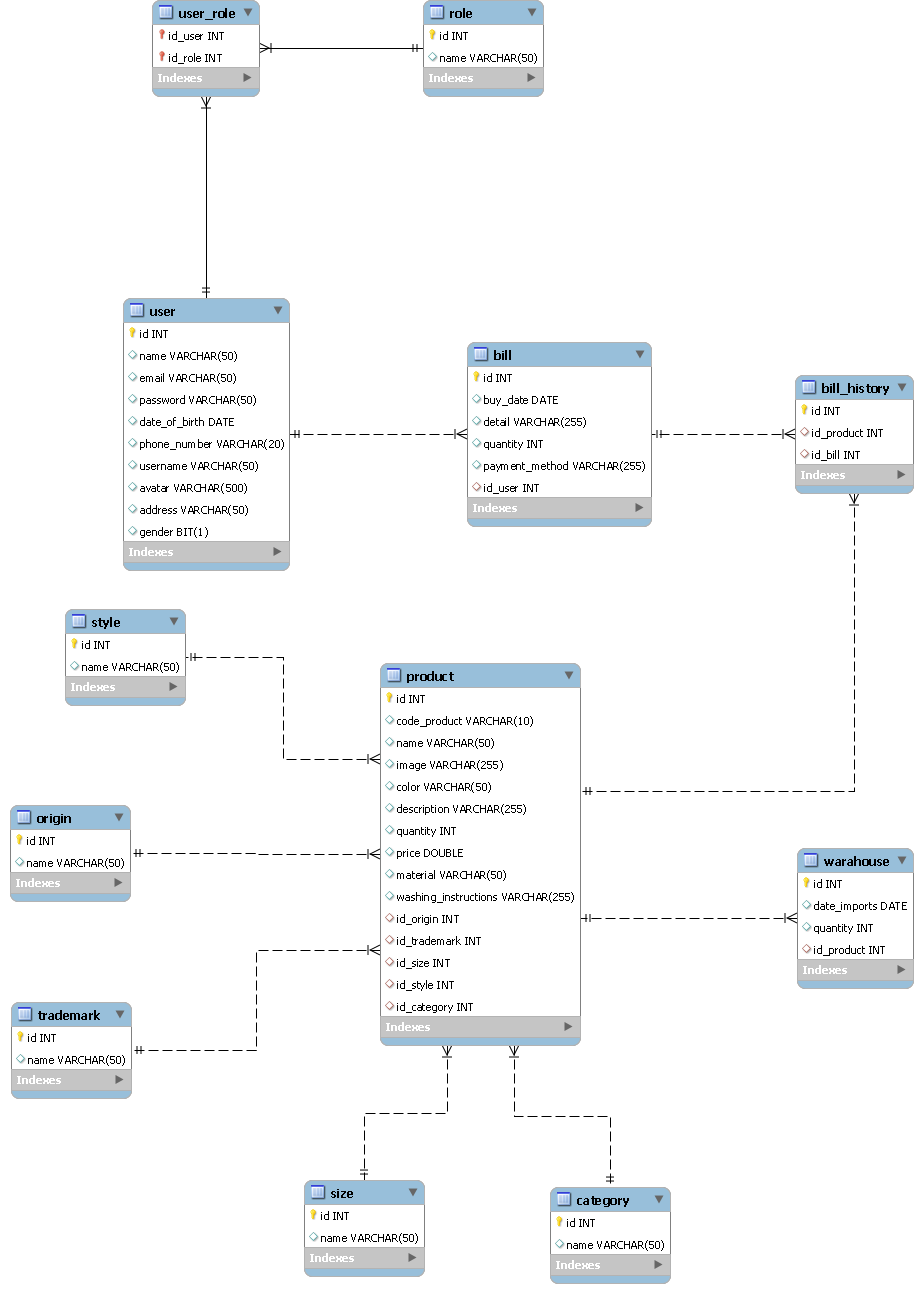 user_role
id_user INT
id_role INT
Indexes
role
id INT
name VARCHAR(50)
Indexes
user
id INT
name VARCHAR(50)
email VARCHAR(50)
password VARCHAR(50)
date_of_birth DATE
phone_number VARCHAR(20)
username VARCHAR(50)
avatar VARCHAR(500)
address VARCHAR(50)
gender BIT(1)
Indexes
bill
id INT
buy_date DATE
detail VARCHAR(255)
quantity INT
payment_method VARCHAR(255)
id_user INT
Indexes
bill_history
id INT
id_product INT
id_bill INT
Indexes
style
id INT
name VARCHAR(50)
Indexes
product
id INT
code_product VARCHAR(10)
name VARCHAR(50)
image VARCHAR(255)
color VARCHAR(50)
description VARCHAR(255)
quantity INT
price DOUBLE
material VARCHAR(50)
washing_instructions VARCHAR(255)
id_origin INT
id_trademark INT
id_size INT
id_style INT
id_category INT
Indexes
origin
id INT
name VARCHAR(50)
Indexes
warahouse
id INT
date_imports DATE
quantity INT
id_product INT
Indexes
trademark
id INT
name VARCHAR(50)
Indexes
size
id INT
name VARCHAR(50)
Indexes
category
id INT
name VARCHAR(50)
Indexes